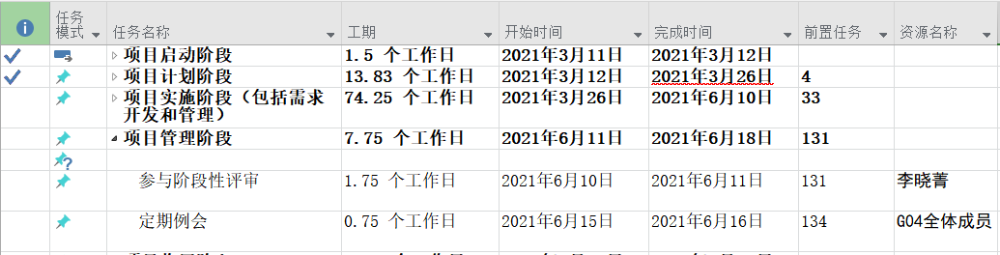 任务模式 任务名称 工期 开始时间 完成时间 前置任务 资源名称
项目启动阶段 1.5 个工作日 2021年3月11日 2021年3月12日
项目计划阶段 13.83 个工作日 2021年3月12日 2021年3月26日 4
项目实施阶段（包括需求开发和管理） 74.25 个工作日 2021年3月26日 2021年6月10日 33
项目管理阶段 7.75 个工作日 2021年6月11日 2021年6月18日 131
?
参与阶段性评审 1.75 个工作日 2021年6月10日 2021年6月11日 131 李晓菁
定期例会 0.75 个工作日 2021年6月15日 2021年6月16日 134 G04全体成员